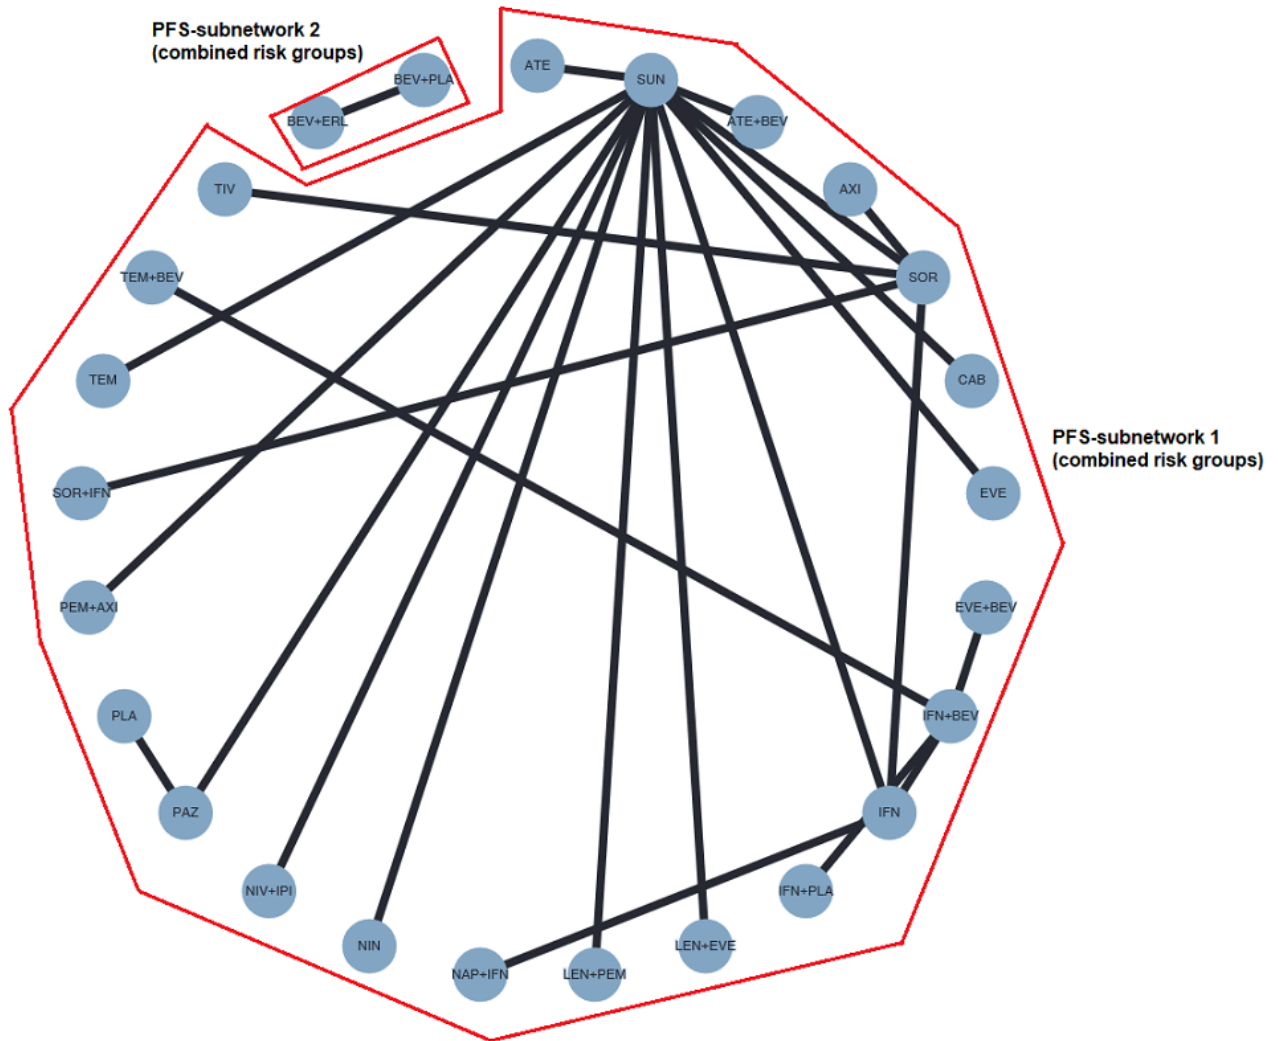 PFS-subnetwork 2
(combined risk groups)
ATE
SUN
BEV+PLA
BEV+ERL
ATE+BEV
TIV
AXI
TEM+BEV
SOR
TEM
CAB
PFS-subnetwork 1
(combined risk groups)
SOR+IFN
EVE
PEM+AXI
EVE+BEV
PLA
IFN+BEV
PAZ
IFN
NIV+IPI
IFN+PLA
NIN
LEN+EVE
NAP+IFN
LEN+PEM